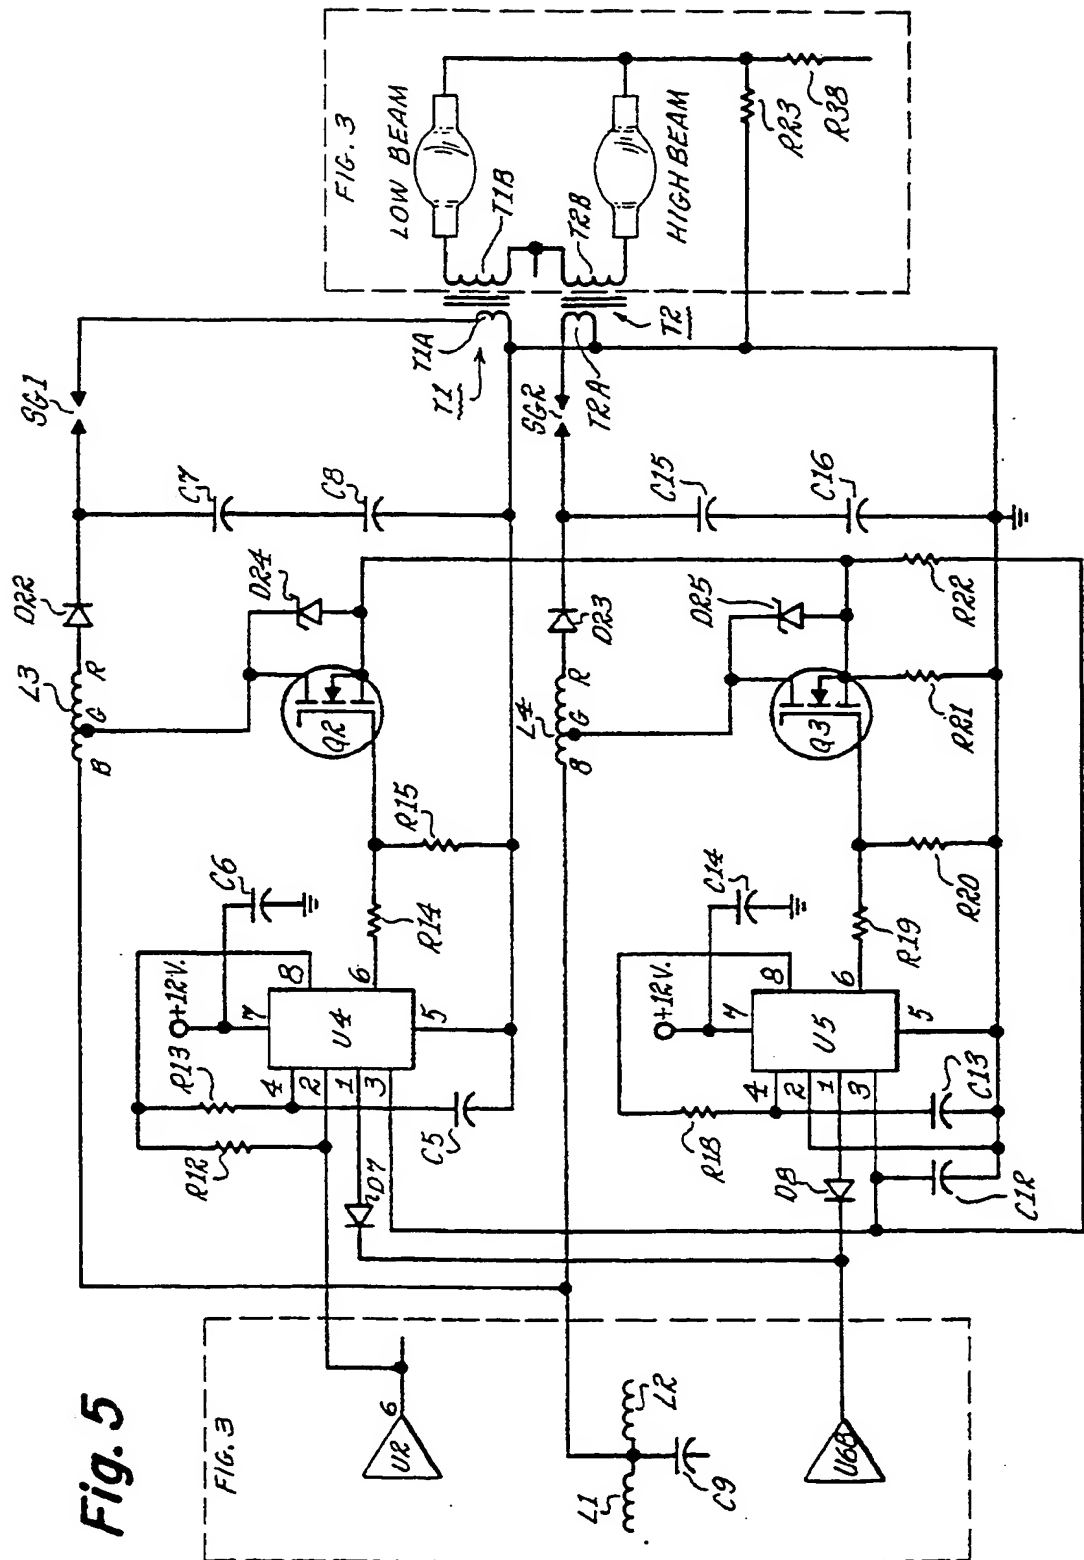 Fig. 5
FIG. 3
U2
6
L1
L2
C9
U6B
R12
R13
+12V.
C6
7
8
4
2
1
3
U4
6
5
D7
C5
R14
R15
L3
B
G
R
D22
SG1
Q2
D24
C7
C8
T1A
T1
L4
B
G
R
D23
SG2
T2A
T2
R18
+12V.
C14
7
8
4
2
1
3
U5
6
5
D8
C12
C13
R19
R20
Q3
D25
R21
R22
C15
C16
FIG. 3
LOW BEAM
T1B
T2B
HIGH BEAM
R23
R38